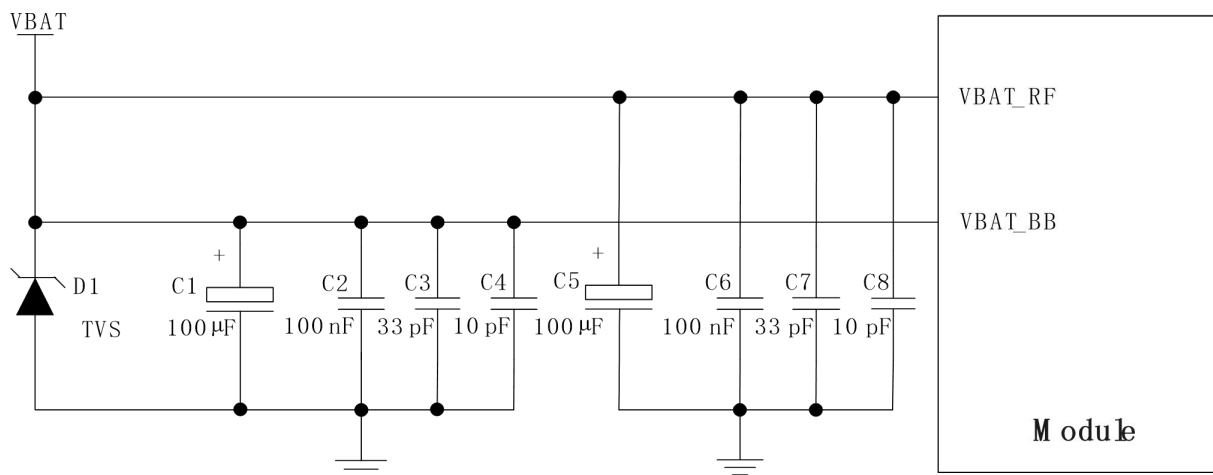 VBAT
VBAT_RF
VBAT_BB
+
+
D1
C1
C2
C3
C4
C5
C6
C7
C8
TVS
100μF
100nF
33pF
10pF
100μF
100nF
33pF
10pF
Module